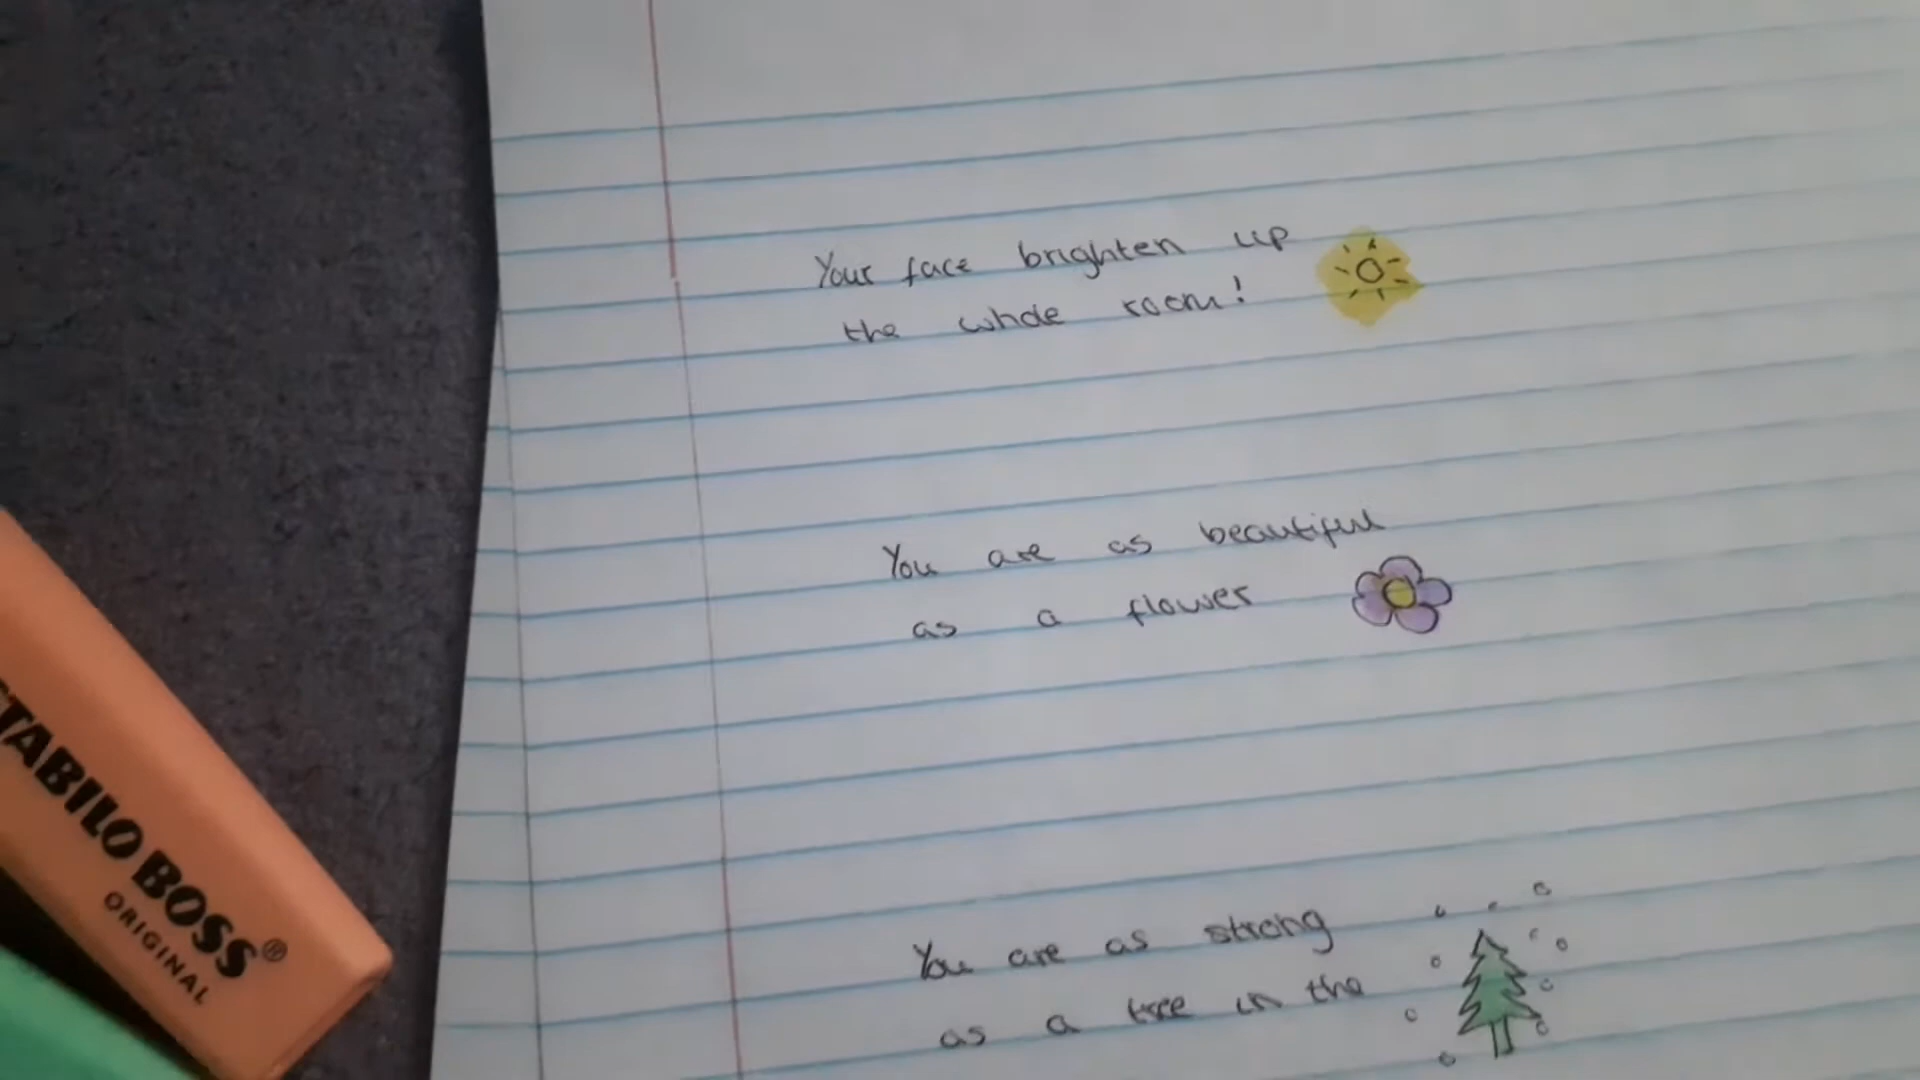 Your face brighten up
the whole room!
You are as beautiful
as a flower
You are as strong
as a tree in the
STABILO BOSS®
ORIGINAL